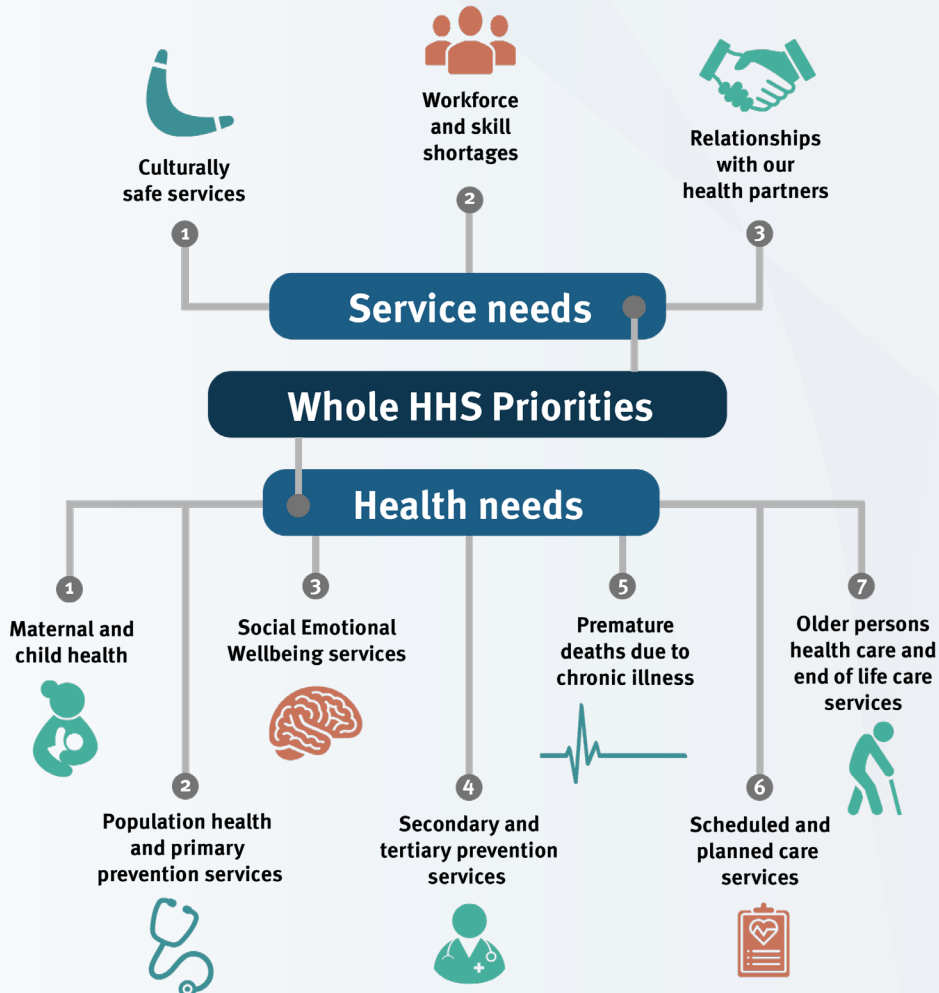 Culturally
safe services
1
Workforce
and skill
shortages
2
Relationships
with our
health partners
3
Service needs
Whole HHS Priorities
Health needs
1
Maternal and
child health
2
Population health
and primary
prevention services
3
Social Emotional
Wellbeing services
4
Secondary and
tertiary prevention
services
5
Premature
deaths due to
chronic illness
6
Scheduled and
planned care
services
7
Older persons
health care and
end of life care
services